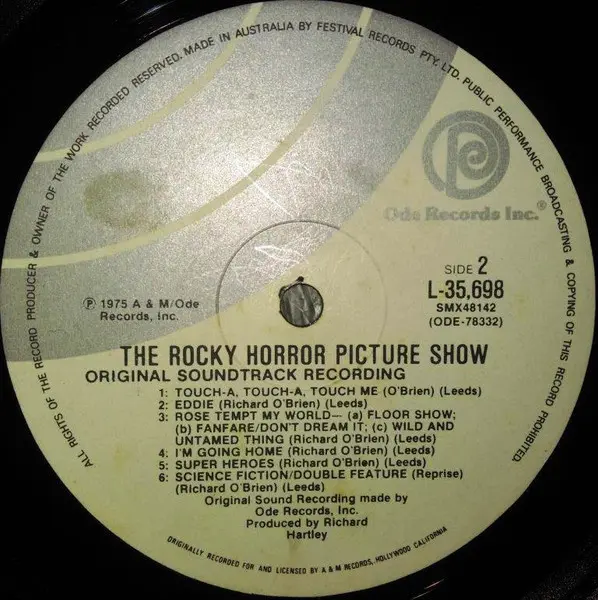 ALL RIGHTS OF THE RECORD PRODUCER & OWNER OF THE WORK RECORDED RESERVED. MADE IN AUSTRALIA BY FESTIVAL RECORDS PTY. LTD. PUBLIC PERFORMANCE BROADCASTING & COPYING OF THIS RECORD PROHIBITED.
Ode Records Inc.®
SIDE 2
L-35,698
SMX48142
(ODE-78332)
Ⓟ 1975 A & M/Ode
Records, Inc.
THE ROCKY HORROR PICTURE SHOW
ORIGINAL SOUNDTRACK RECORDING
1: TOUCH-A, TOUCH-A, TOUCH ME (O'Brien) (Leeds)
2: EDDIE (Richard O'Brien) (Leeds)
3: ROSE TEMPT MY WORLD— (a) FLOOR SHOW;
(b) FANFARE/DON'T DREAM IT; (c) WILD AND
UNTAMED THING (Richard O'Brien) (Leeds)
4: I'M GOING HOME (Richard O'Brien) (Leeds)
5: SUPER HEROES (Richard O'Brien) (Leeds)
6: SCIENCE FICTION/DOUBLE FEATURE (Reprise)
(Richard O'Brien) (Leeds)
Original Sound Recording made by
Ode Records, Inc.
Produced by Richard
Hartley
ORIGINALLY RECORDED FOR AND LICENSED BY A & M RECORDS, HOLLYWOOD CALIFORNIA